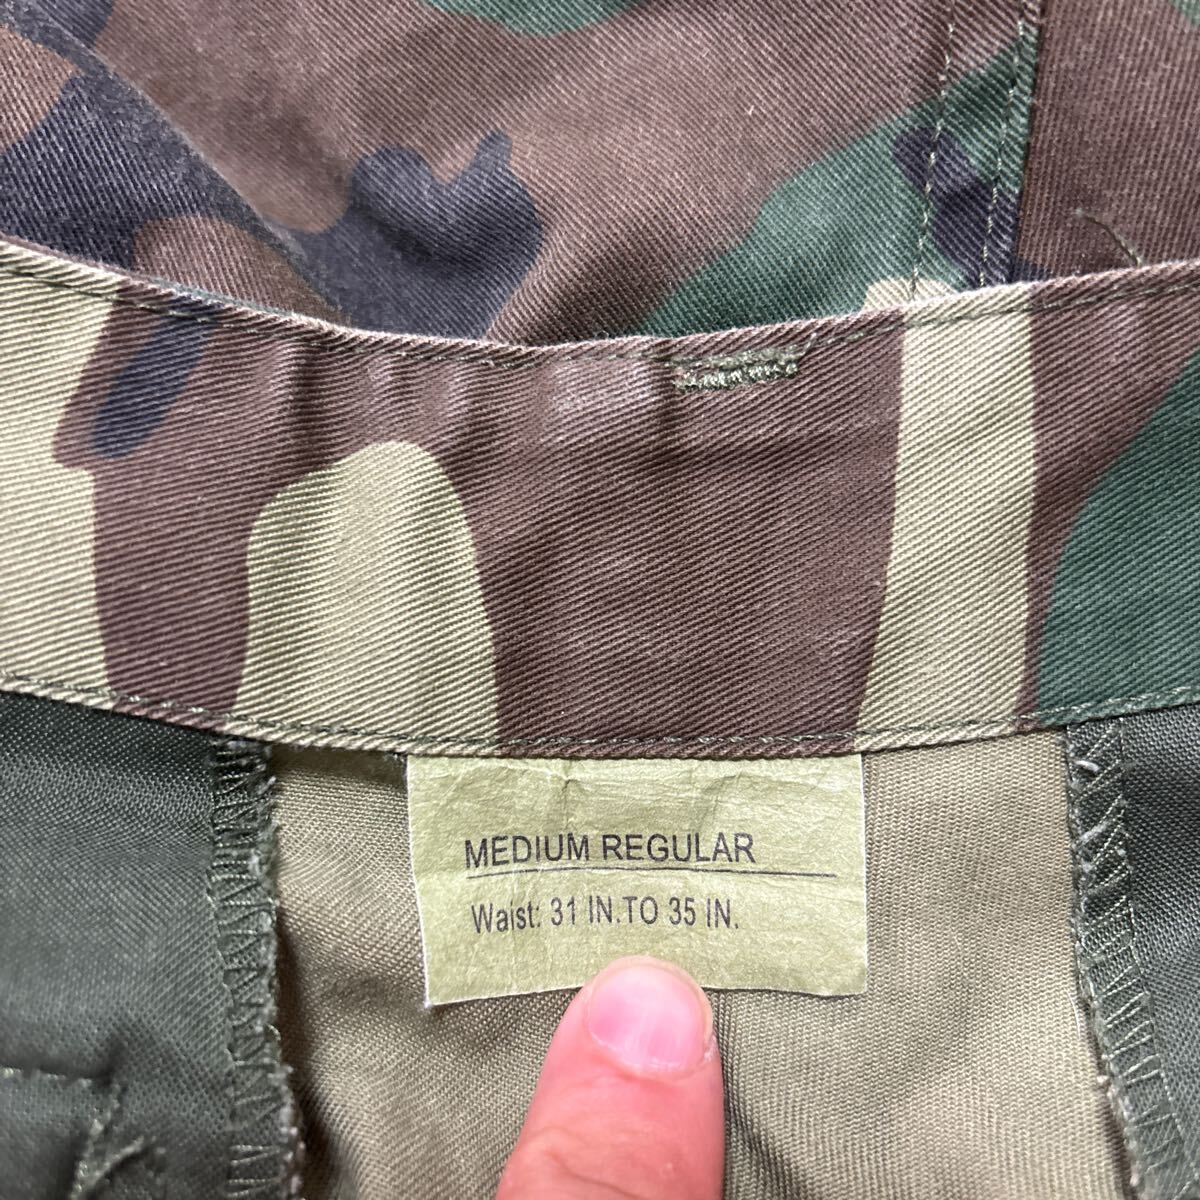 MEDIUM REGULAR
Waist: 31 IN.TO 35 IN.